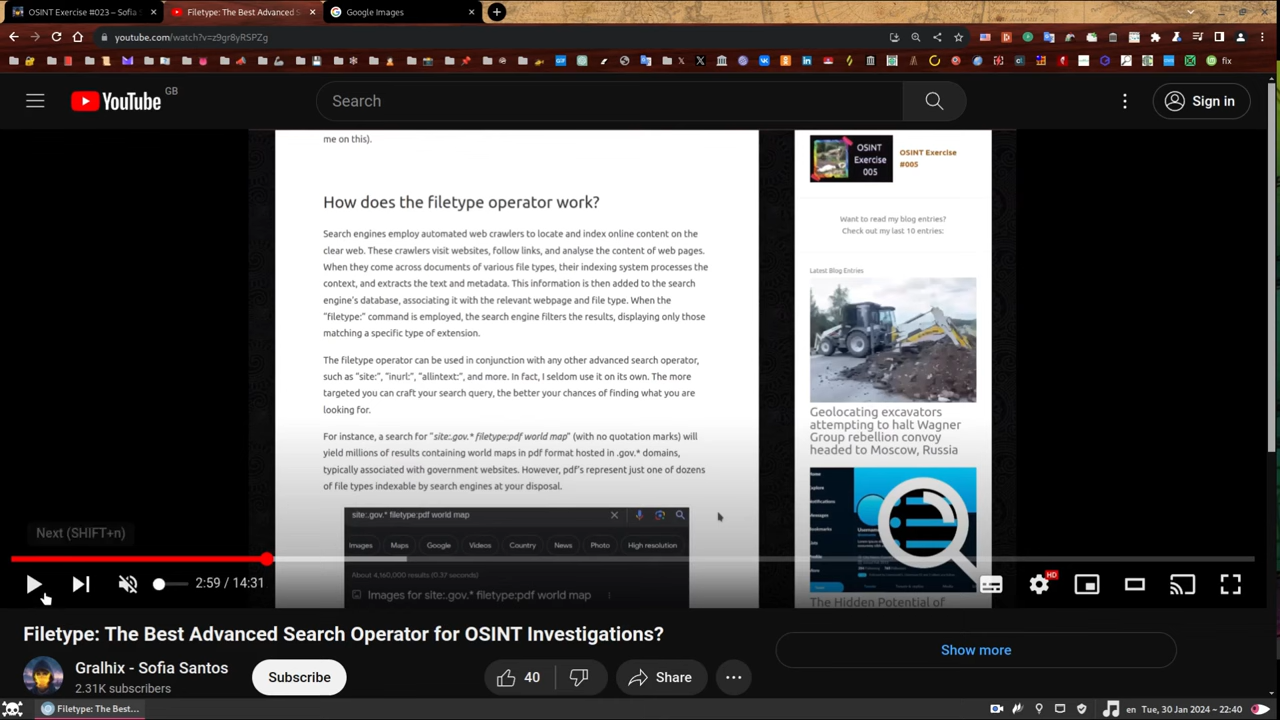 OSINT Exercise #023 – Sofia
Filetype: The Best Advanced S
Google Images
youtube.com/watch?v=z9gr8yRSPZg
fix
YouTube GB
Search
Sign in
me on this).
How does the filetype operator work?
Search engines employ automated web crawlers to locate and index online content on the
clear web. These crawlers visit websites, follow links, and analyse the content of web pages.
When they come across documents of various file types, their indexing system processes the
context, and extracts the text and metadata. This information is then added to the search
engine's database, associating it with the relevant webpage and file type. When the
"filetype:" command is employed, the search engine filters the results, displaying only those
matching a specific type of extension.
The filetype operator can be used in conjunction with any other advanced search operator,
such as "site:", "inurl:", "allintext:", and more. In fact, I seldom use it on its own. The more
targeted you can craft your search query, the better your chances of finding what you are
looking for.
For instance, a search for "site:.gov.* filetype:pdf world map" (with no quotation marks) will
yield millions of results containing world maps in pdf format hosted in .gov.* domains,
typically associated with government websites. However, pdf's represent just one of dozens
of file types indexable by search engines at your disposal.
site:.gov.* filetype:pdf world map
Images Maps Google Videos Country News Photo High resolution
About 4,160,000 results (0.37 seconds)
Images for site:.gov.* filetype:pdf world map
OSINT
Exercise
005
OSINT Exercise
#005
Want to read my blog entries?
Check out my last 10 entries:
Latest Blog Entries
Geolocating excavators
attempting to halt Wagner
Group rebellion convoy
headed to Moscow, Russia
The Hidden Potential of
Next (SHIFT+n)
2:59 / 14:31
HD
Filetype: The Best Advanced Search Operator for OSINT Investigations?
Gralhix - Sofia Santos
2.31K subscribers
Subscribe
40
Share
Show more
Filetype: The Best...
en Tue, 30 Jan 2024 ~ 22:40